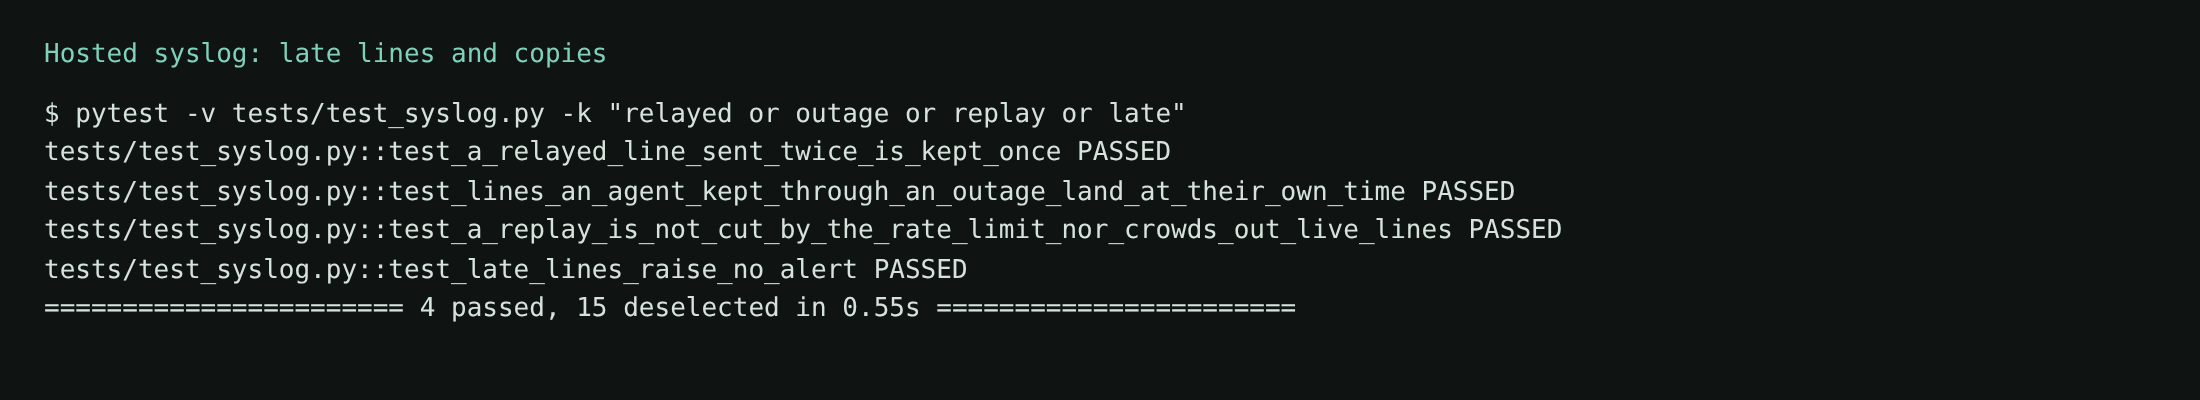 Hosted syslog: late lines and copies
$ pytest -v tests/test_syslog.py -k "relayed or outage or replay or late"
tests/test_syslog.py::test_a_relayed_line_sent_twice_is_kept_once PASSED
tests/test_syslog.py::test_lines_an_agent_kept_through_an_outage_land_at_their_own_time PASSED
tests/test_syslog.py::test_a_replay_is_not_cut_by_the_rate_limit_nor_crowds_out_live_lines PASSED
tests/test_syslog.py::test_late_lines_raise_no_alert PASSED
======================= 4 passed, 15 deselected in 0.55s =======================